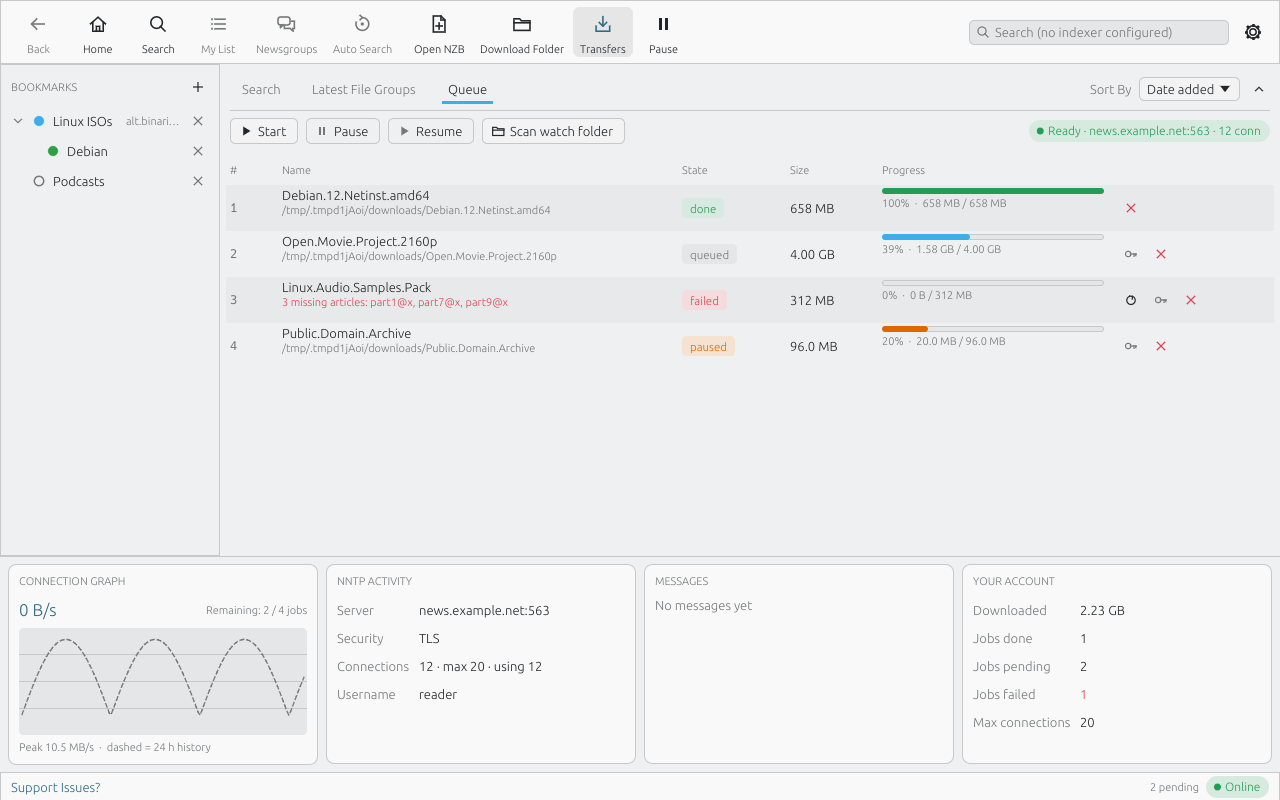 Back Home Search My List Newsgroups Auto Search Open NZB Download Folder Transfers Pause Search (no indexer configured)
BOOKMARKS
Linux ISOs alt.binari...
Debian
Podcasts
Search Latest File Groups Queue Sort By Date added
Start Pause Resume Scan watch folder Ready · news.example.net:563 · 12 conn
# Name State Size Progress
1 Debian.12.Netinst.amd64 done 658 MB 100% · 658 MB / 658 MB
/tmp/.tmpd1jAoi/downloads/Debian.12.Netinst.amd64
2 Open.Movie.Project.2160p queued 4.00 GB 39% · 1.58 GB / 4.00 GB
/tmp/.tmpd1jAoi/downloads/Open.Movie.Project.2160p
3 Linux.Audio.Samples.Pack failed 312 MB 0% · 0 B / 312 MB
3 missing articles: part1@x, part7@x, part9@x
4 Public.Domain.Archive paused 96.0 MB 20% · 20.0 MB / 96.0 MB
/tmp/.tmpd1jAoi/downloads/Public.Domain.Archive
CONNECTION GRAPH
0 B/s Remaining: 2 / 4 jobs
Peak 10.5 MB/s · dashed = 24 h history
NNTP ACTIVITY
Server news.example.net:563
Security TLS
Connections 12 · max 20 · using 12
Username reader
MESSAGES
No messages yet
YOUR ACCOUNT
Downloaded 2.23 GB
Jobs done 1
Jobs pending 2
Jobs failed 1
Max connections 20
Support Issues? 2 pending Online